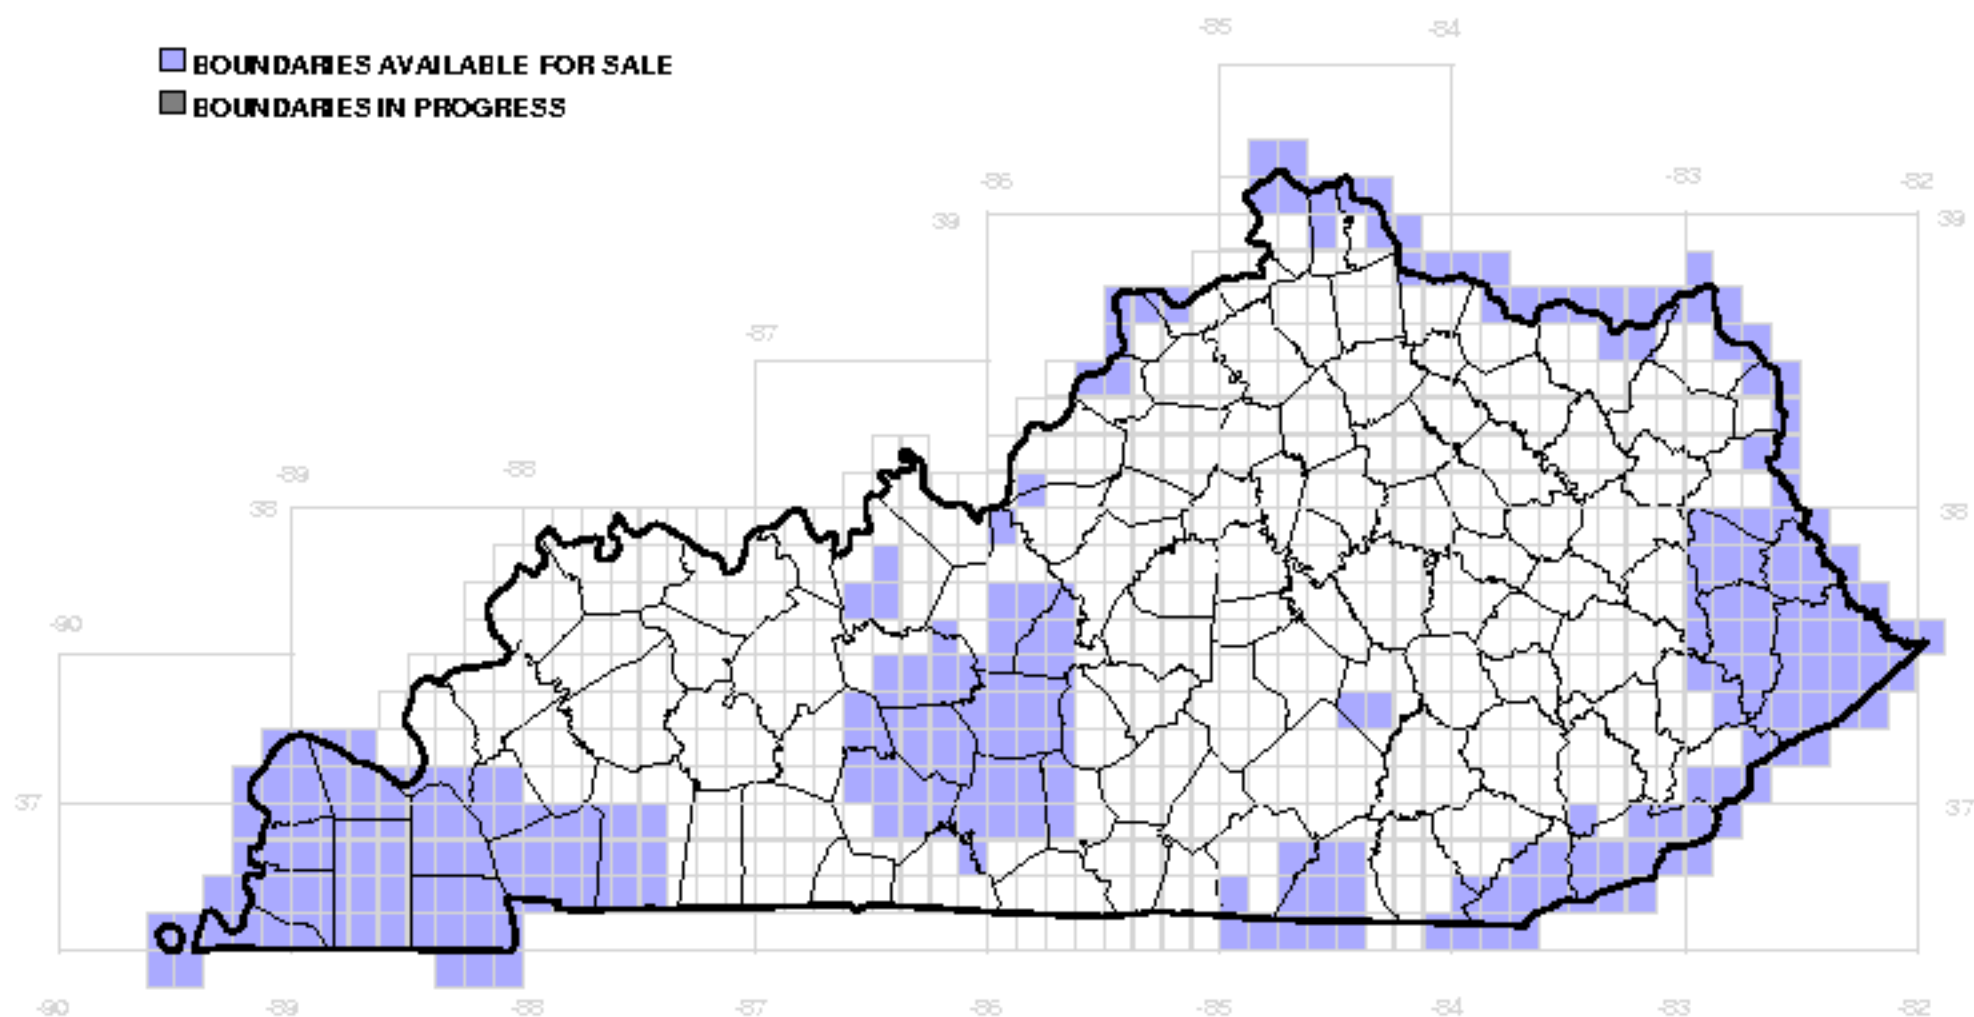 -85 -84
BOUNDARIES AVAILABLE FOR SALE
BOUNDARIES IN PROGRESS
-86 -83 -82
39 39
-87
-89 -88
38 38
-90
37 37
-90 -89 -88 -87 -86 -85 -84 -83 -82